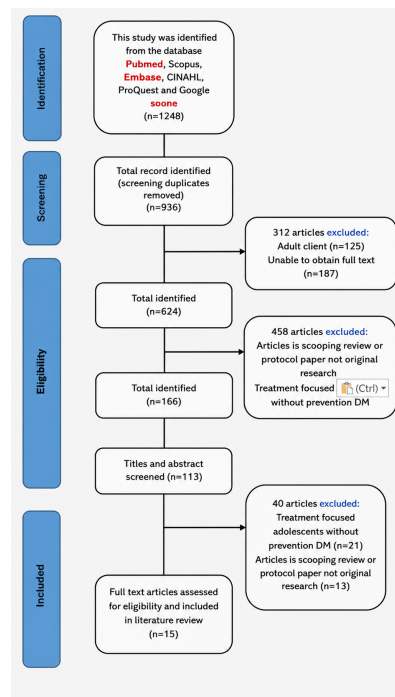 Identification
This study was identified
from the database
Pubmed, Scopus,
Embase, CINAHL,
ProQuest and Google
soone
(n=1248)
Screening
Total record identified
(screening duplicates
removed)
(n=936)
312 articles excluded:
Adult client (n=125)
Unable to obtain full text
(n=187)
Eligibility
Total identified
(n=624)
458 articles excluded:
Articles is scooping review or
protocol paper not original
research
Treatment focused (Ctrl)
without prevention DM
Total identified
(n=166)
Titles and abstract
screened (n=113)
40 articles excluded:
Treatment focused
adolescents without
prevention DM (n=21)
Articles is scooping review or
protocol paper not original
research (n=13)
Included
Full text articles assessed
for eligibility and included
in literature review
(n=15)